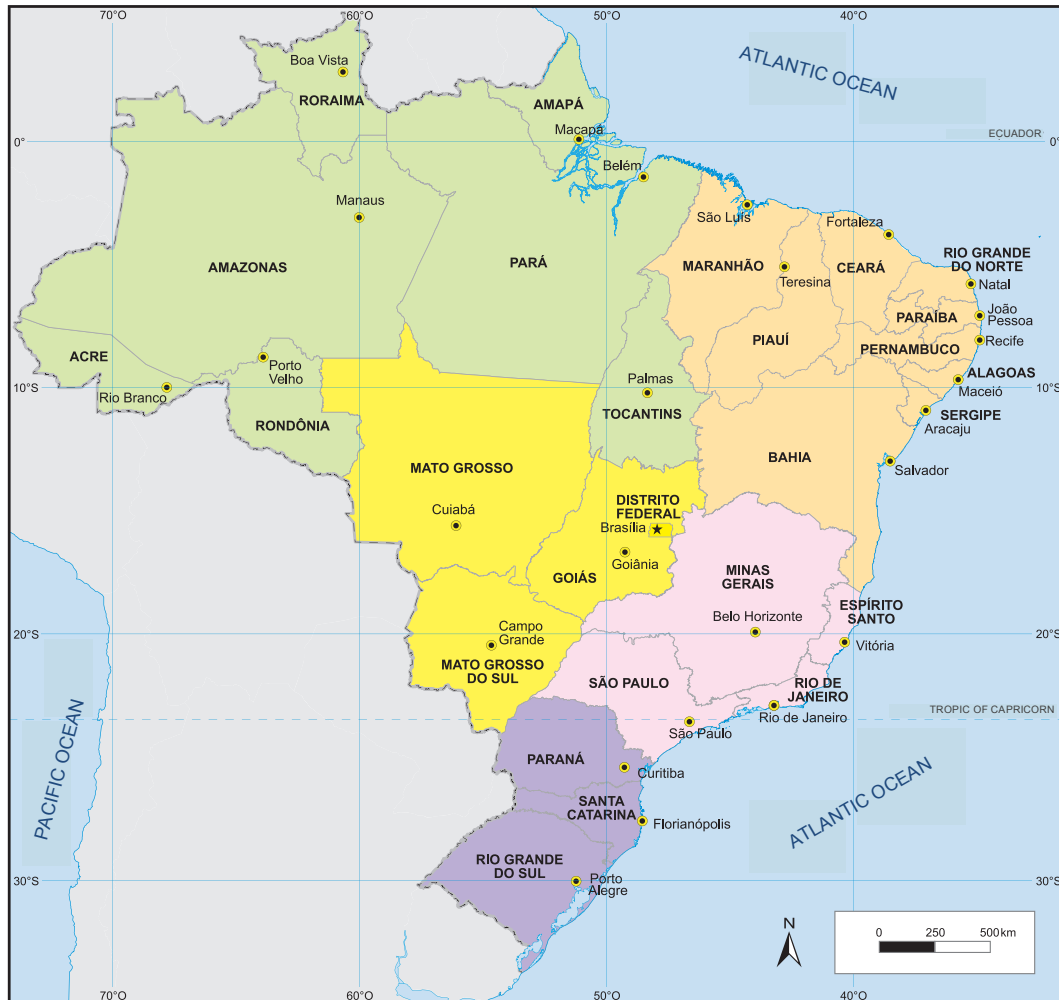 70°O
60°O
50°O
40°O
ATLANTIC OCEAN
Boa Vista
RORAIMA
AMAPÁ
Macapá
ECUADOR
0°
0°
Belém
Manaus
São Luís
Fortaleza
AMAZONAS
PARÁ
MARANHÃO
CEARÁ
RIO GRANDE
DO NORTE
Teresina
Natal
PARAÍBA
João
Pessoa
PIAUÍ
PERNAMBUCO
Recife
ACRE
Porto
Velho
ALAGOAS
Maceió
10°S
10°S
Rio Branco
Palmas
TOCANTINS
SERGIPE
Aracaju
RONDÔNIA
BAHIA
Salvador
MATO GROSSO
Cuiabá
DISTRITO
FEDERAL
Brasília
Goiânia
GOIÁS
MINAS
GERAIS
Belo Horizonte
ESPÍRITO
SANTO
Vitória
20°S
20°S
Campo
Grande
MATO GROSSO
DO SUL
SÃO PAULO
RIO DE
JANEIRO
Rio de Janeiro
TROPIC OF CAPRICORN
São Paulo
PACIFIC OCEAN
PARANÁ
Curitiba
ATLANTIC OCEAN
SANTA
CATARINA
Florianópolis
RIO GRANDE
DO SUL
Porto
Alegre
30°S
30°S
N
0 250 500 km
70°O
60°O
50°O
40°O